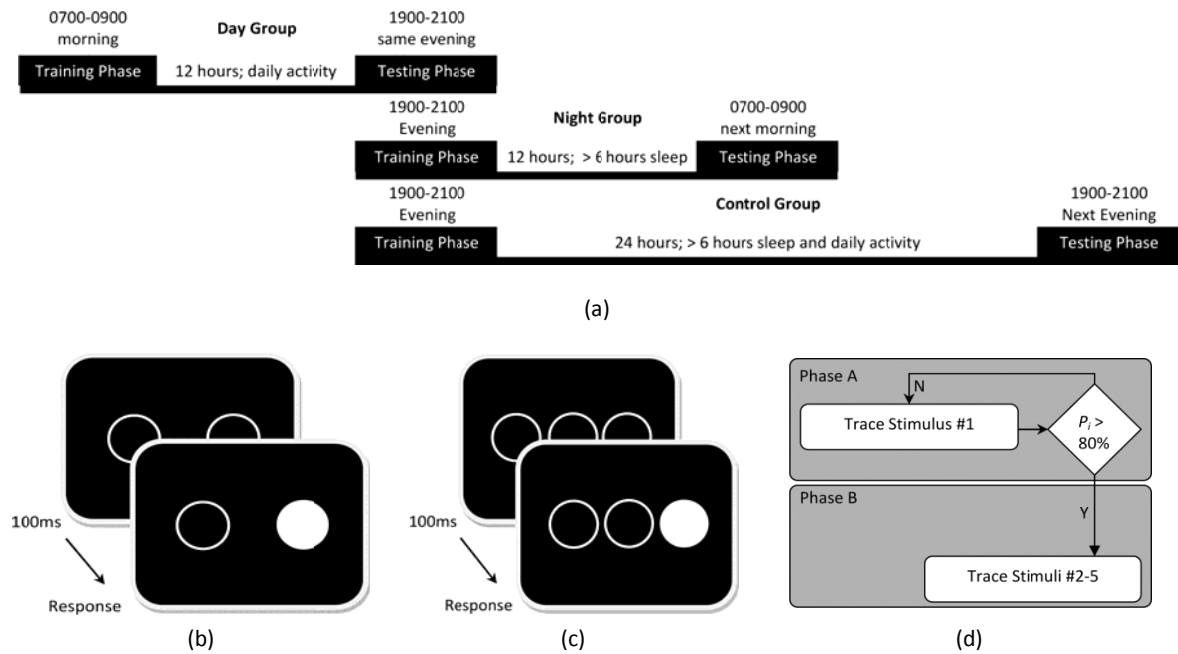 0700-0900
morning
Day Group
1900-2100
same evening
Training Phase
12 hours; daily activity
Testing Phase
1900-2100
Evening
Night Group
0700-0900
next morning
Training Phase
12 hours; > 6 hours sleep
Testing Phase
1900-2100
Evening
Control Group
1900-2100
Next Evening
Training Phase
24 hours; > 6 hours sleep and daily activity
Testing Phase
(a)
100ms
Response
(b)
100ms
Response
(c)
Phase A
N
Trace Stimulus #1
Pi >
80%
Phase B
Y
Trace Stimuli #2-5
(d)